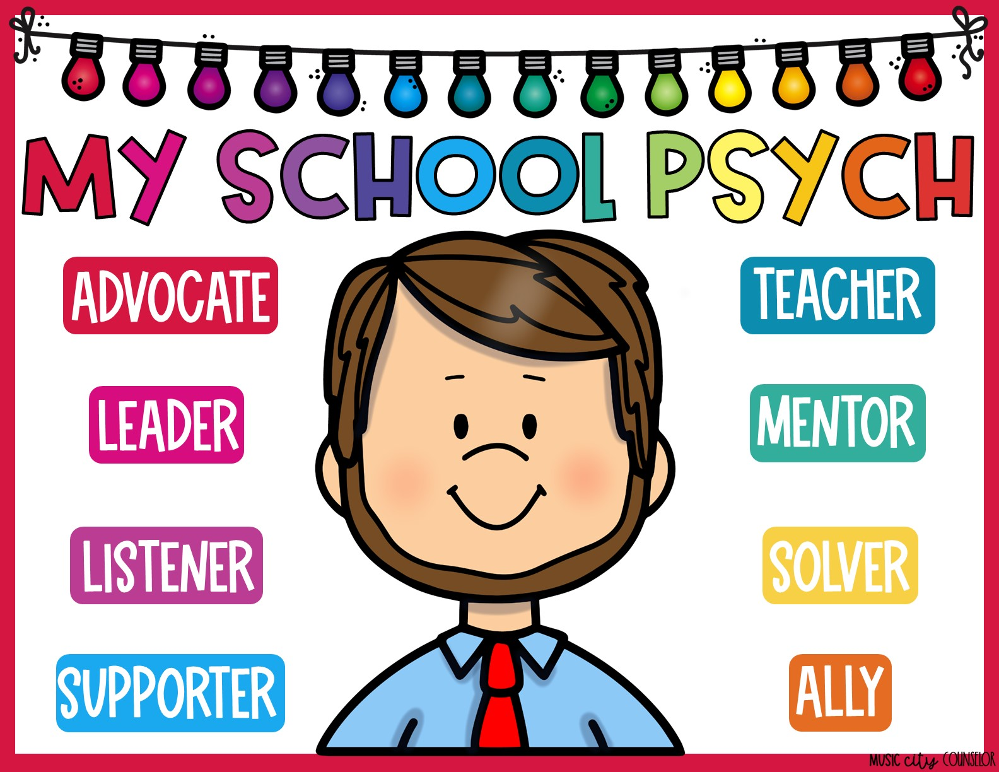 MY SCHOOL PSYCH
ADVOCATE
LEADER
LISTENER
SUPPORTER
TEACHER
MENTOR
SOLVER
ALLY
MUSIC city COUNSELOR